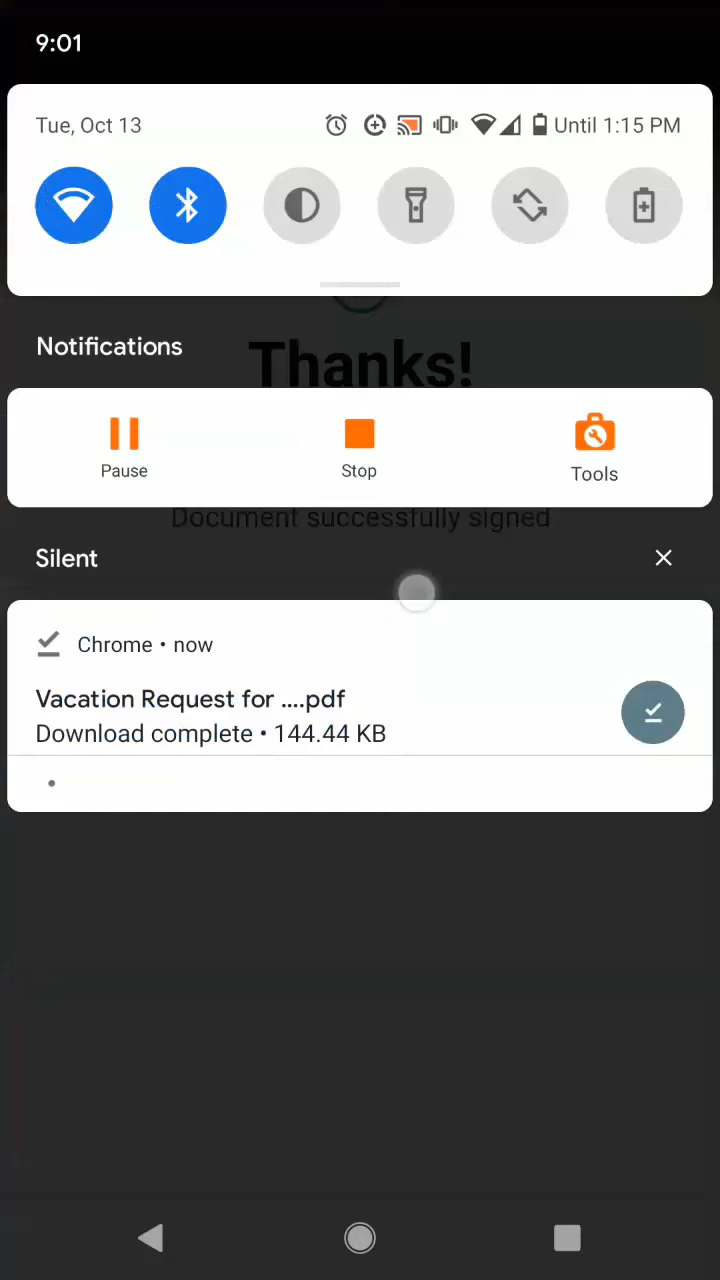 9:01
Tue, Oct 13
Until 1:15 PM
Notifications
Thanks!
Pause
Stop
Tools
Document successfully signed
Silent
Chrome • now
Vacation Request for ....pdf
Download complete • 144.44 KB